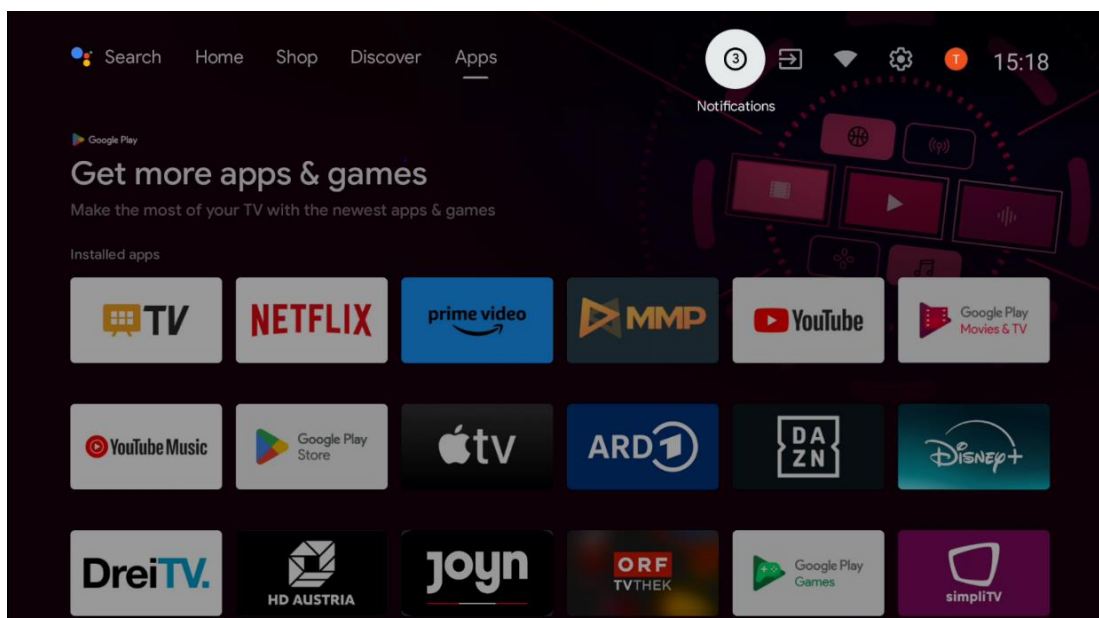 Search Home Shop Discover Apps 3 T 15:18
Notifications
Google Play
Get more apps & games
Make the most of your TV with the newest apps & games
Installed apps
TV
NETFLIX
prime video
MMP
YouTube
Google Play
Movies & TV
YouTube Music
Google Play
Store
tv
ARD 1
DA
ZN
Disney+
DreiTV.
HD AUSTRIA
joyn
ORF
TVTHEK
Google Play
Games
simpliTV